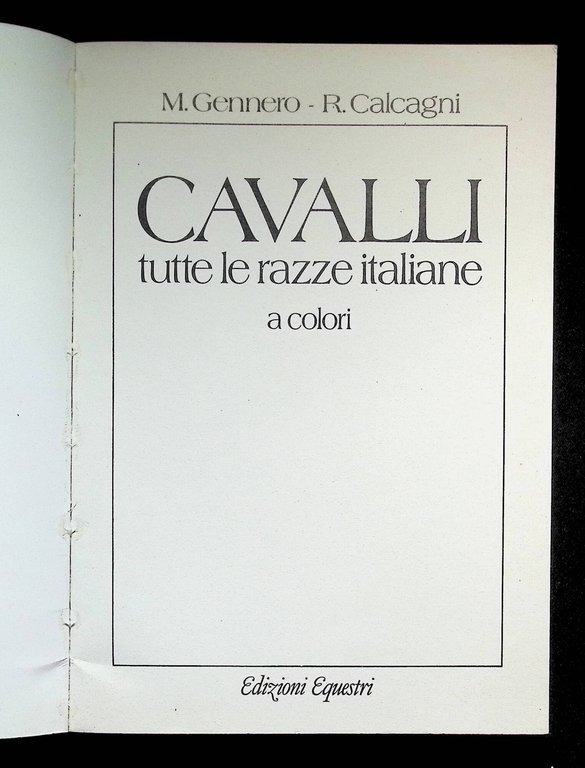 M. Gennero - R. Calcagni
CAVALLI
tutte le razze italiane
a colori
Edizioni Equestri